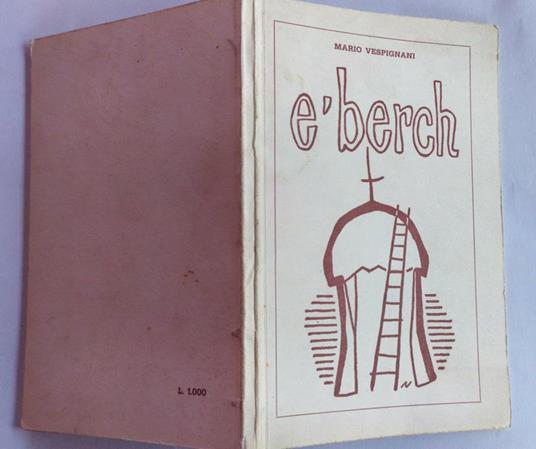 MARIO VESPIGNANI
e' berch
L. 1.000